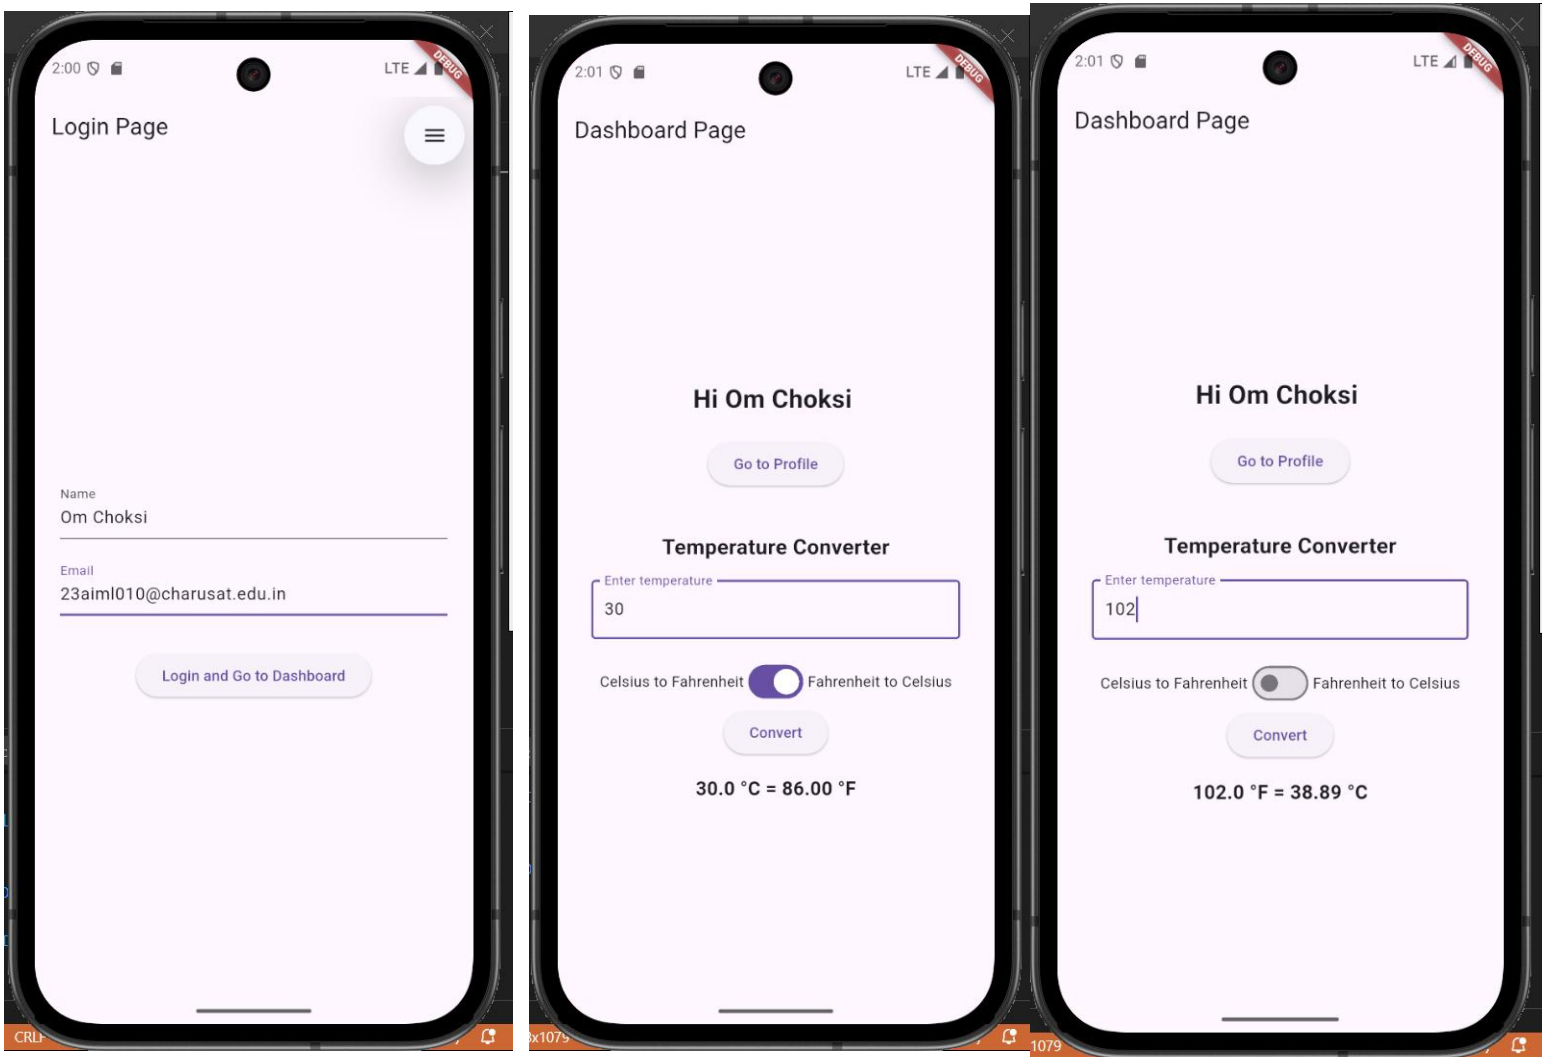 2:00
LTE
DEBUG
Login Page
Name
Om Choksi
Email
23aiml010@charusat.edu.in
Login and Go to Dashboard
CRLF
2:01
LTE
DEBUG
Dashboard Page
Hi Om Choksi
Go to Profile
Temperature Converter
Enter temperature
30
Celsius to Fahrenheit Fahrenheit to Celsius
Convert
30.0 °C = 86.00 °F
x1079
2:01
LTE
DEBUG
Dashboard Page
Hi Om Choksi
Go to Profile
Temperature Converter
Enter temperature
102
Celsius to Fahrenheit Fahrenheit to Celsius
Convert
102.0 °F = 38.89 °C
1079